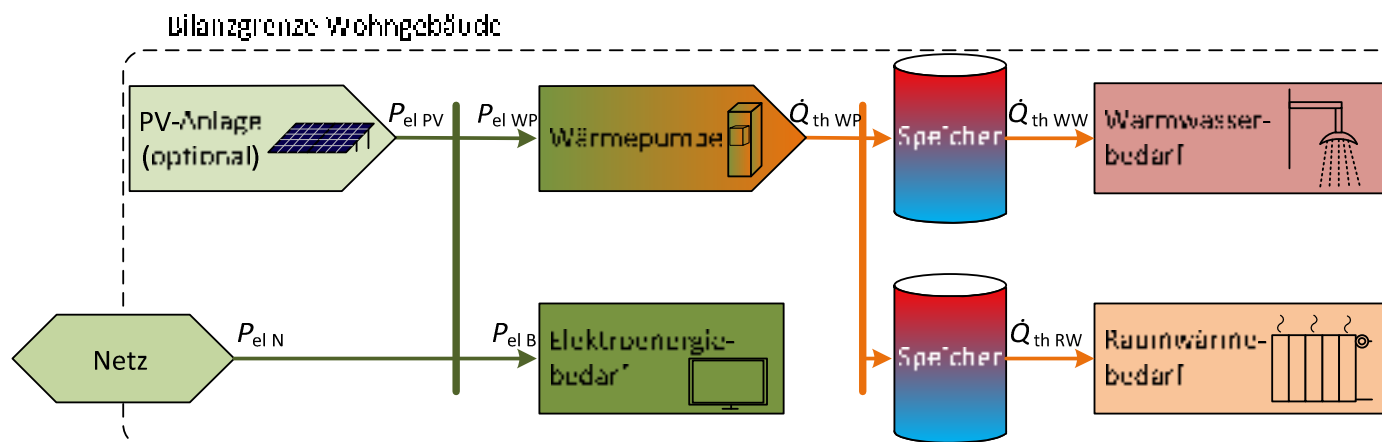 Bilanzgrenze Wohngebäude
PV-Anlage
(optional)
P el PV
P el WP
Wärmepumpe
Q̇ th WP
Speicher
Q̇ th WW
Warmwasser-
bedarf
Netz
P el N
P el B
Elektroenergie-
bedarf
Speicher
Q̇ th RW
Raumwärme-
bedarf